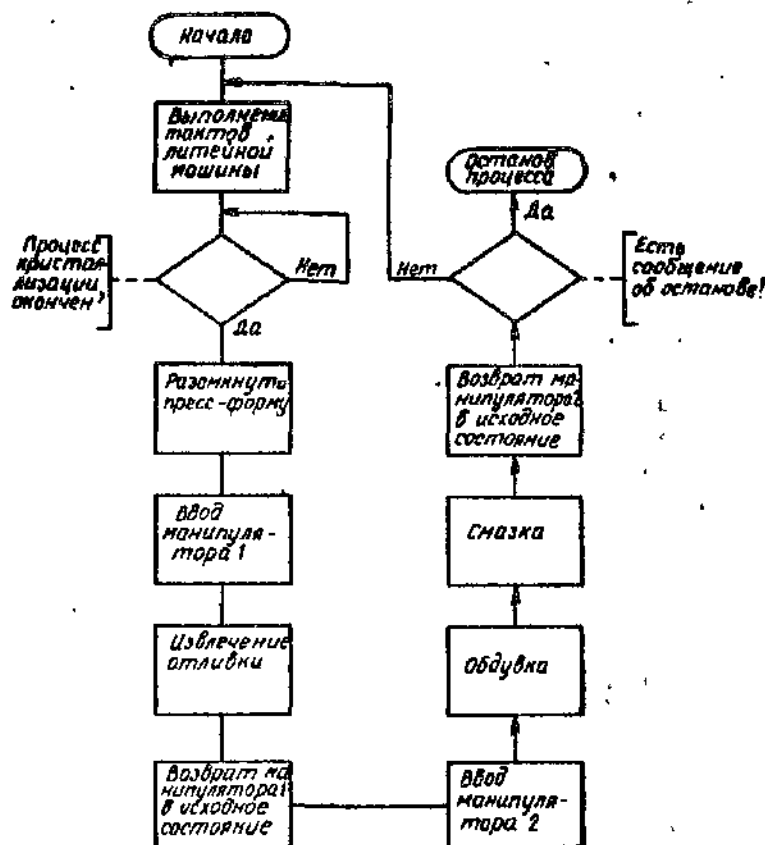 Начало
Выполнение
тактов
литейной
машины
Процесс
кристал-
лизации
окончен?
Нет
Да
Разомкнуть
пресс-форму
Ввод
манипуля-
тора 1
Извлечение
отливки
Возврат ма-
нипулятора 1
в исходное
состояние
Ввод
манипуля-
тора 2
Обдувка
Смазка
Возврат ма-
нипулятора
в исходное
состояние
Есть
сообщение
об останове?
Нет
Да
Останов
процесса